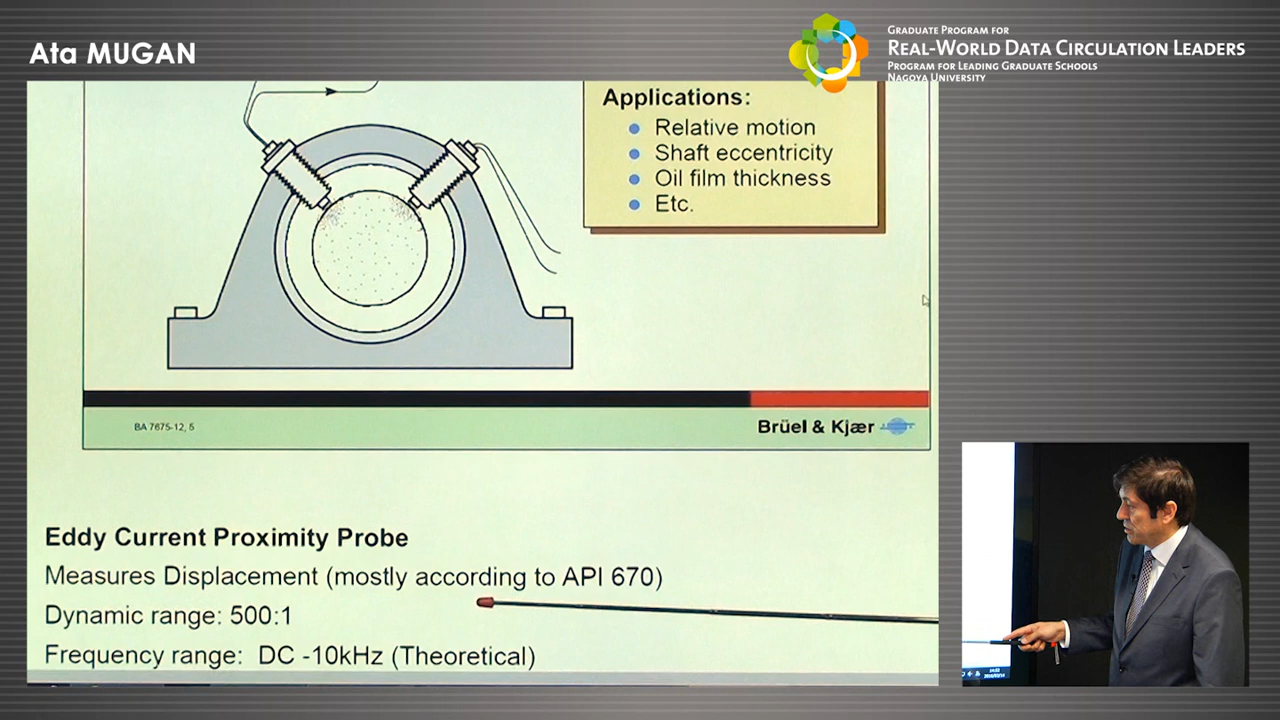 Ata MUGAN
GRADUATE PROGRAM FOR
REAL-WORLD DATA CIRCULATION LEADERS
PROGRAM FOR LEADING GRADUATE SCHOOLS
NAGOYA UNIVERSITY
Applications:
Relative motion
Shaft eccentricity
Oil film thickness
Etc.
BA 7675-12, 5
Brüel & Kjær
Eddy Current Proximity Probe
Measures Displacement (mostly according to API 670)
Dynamic range: 500:1
Frequency range: DC -10kHz (Theoretical)